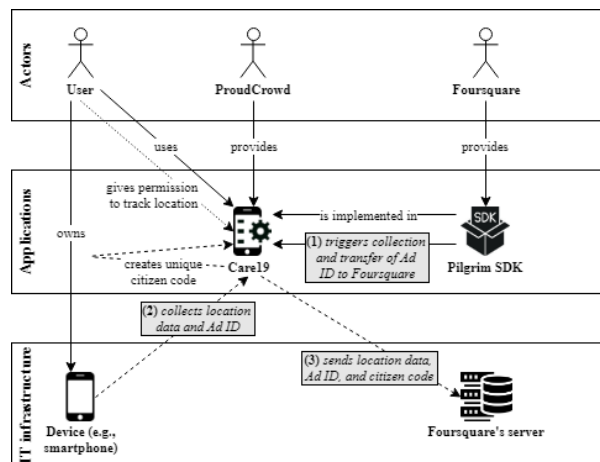 Actors
User
ProudCrowd
Foursquare
uses
provides
provides
Applications
gives permission
to track location
owns
is implemented in
SDK
(1) triggers collection
and transfer of Ad
ID to Foursquare
creates unique
citizen code
Care19
Pilgrim SDK
(2) collects location
data and Ad ID
IT infrastructure
(3) sends location data,
Ad ID, and citizen code
Device (e.g.,
smartphone)
Foursquare's server